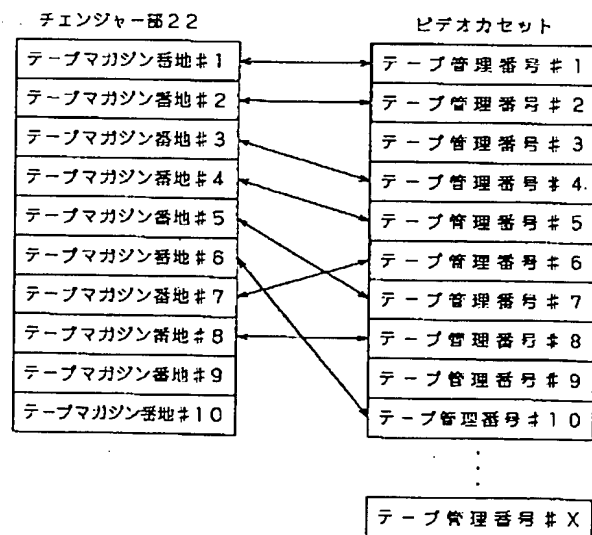 チェンジャー部22
テープマガジン番地#1
テープマガジン番地#2
テープマガジン番地#3
テープマガジン番地#4
テープマガジン番地#5
テープマガジン番地#6
テープマガジン番地#7
テープマガジン番地#8
テープマガジン番地#9
テープマガジン番地#10
ビデオカセット
テープ管理番号#1
テープ管理番号#2
テープ管理番号#3
テープ管理番号#4
テープ管理番号#5
テープ管理番号#6
テープ管理番号#7
テープ管理番号#8
テープ管理番号#9
テープ管理番号#10
テープ管理番号#X